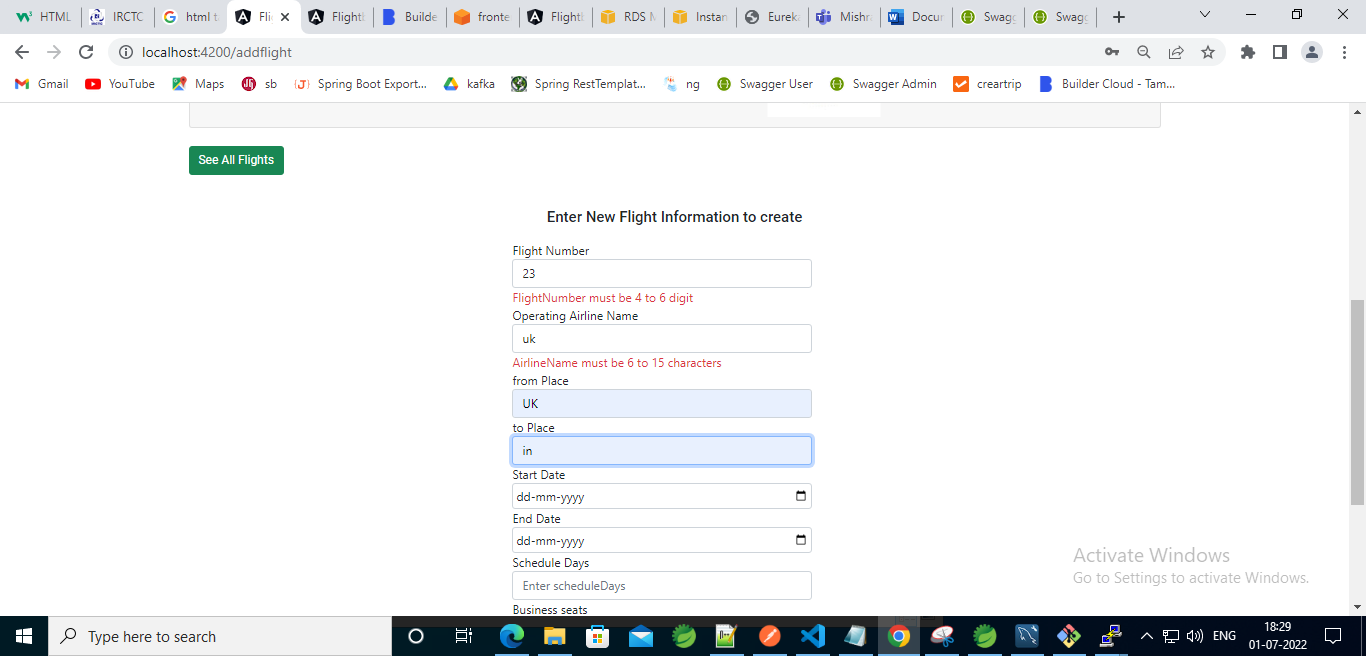 HTML
IRCTC
html t
Fli
Flight
Builde
fronte
Flight
RDS M
Instan
Eureka
Mishra
Docur
Swagg
Swagg
localhost:4200/addflight
Gmail YouTube Maps sb Spring Boot Export... kafka Spring RestTemplat... ng Swagger User Swagger Admin creartrip Builder Cloud - Tam...
See All Flights
Enter New Flight Information to create
Flight Number
23
FlightNumber must be 4 to 6 digit
Operating Airline Name
uk
AirlineName must be 6 to 15 characters
from Place
UK
to Place
in
Start Date
dd-mm-yyyy
End Date
dd-mm-yyyy
Schedule Days
Enter scheduleDays
Business seats
Activate Windows
Go to Settings to activate Windows.
Type here to search
ENG
18:29
01-07-2022